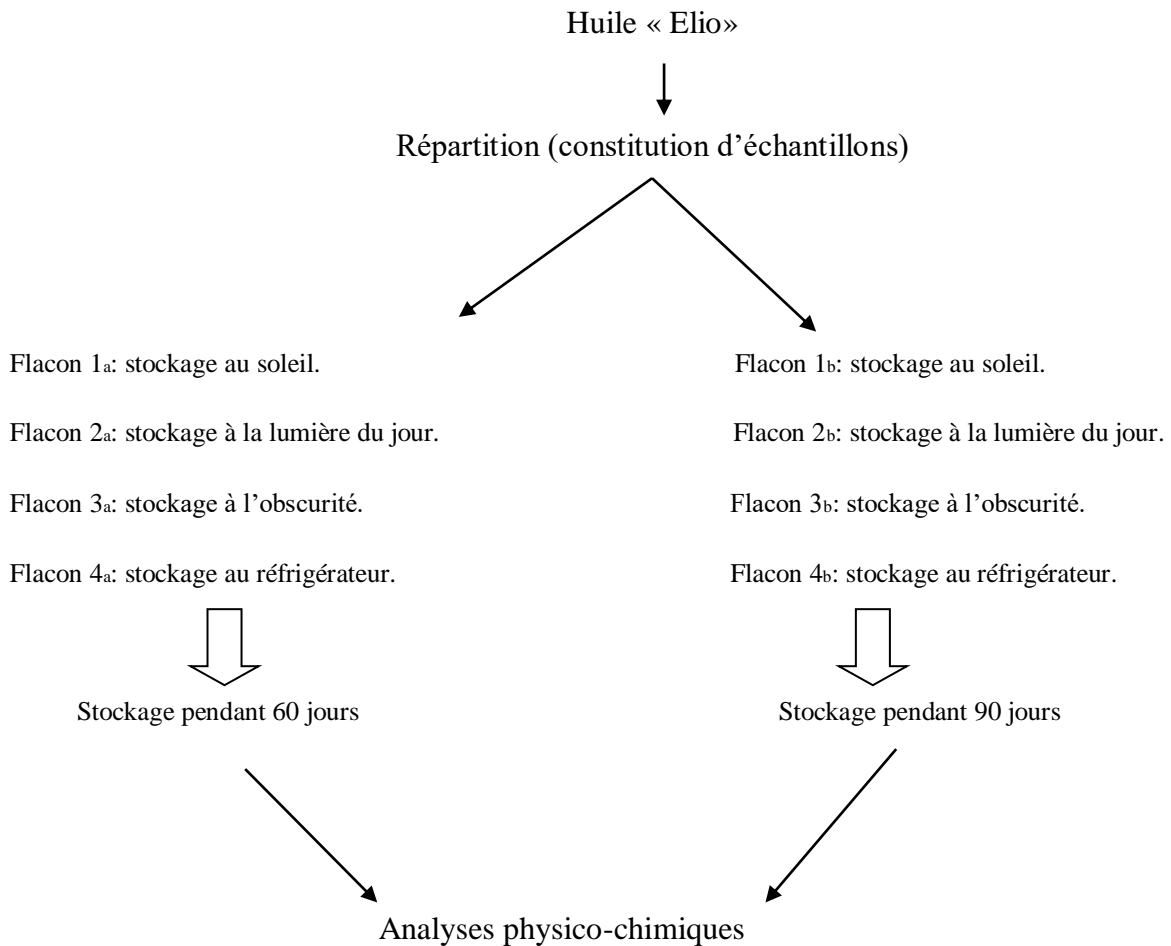 Huile « Elio»
Répartition (constitution d’échantillons)
Flacon 1a: stockage au soleil.
Flacon 2a: stockage à la lumière du jour.
Flacon 3a: stockage à l’obscurité.
Flacon 4a: stockage au réfrigérateur.
Stockage pendant 60 jours
Flacon 1b: stockage au soleil.
Flacon 2b: stockage à la lumière du jour.
Flacon 3b: stockage à l’obscurité.
Flacon 4b: stockage au réfrigérateur.
Stockage pendant 90 jours
Analyses physico-chimiques